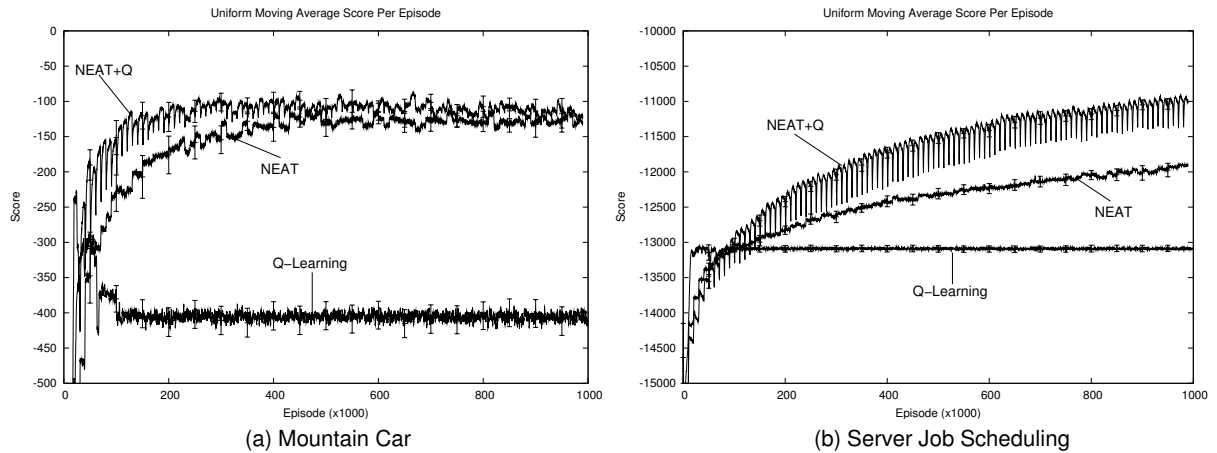 Uniform Moving Average Score Per Episode
0
-50
-100
-150
-200
-250
-300
-350
-400
-450
-500
Score
NEAT+Q
NEAT
Q−Learning
0 200 400 600 800 1000
Episode (x1000)
(a) Mountain Car
Uniform Moving Average Score Per Episode
-10000
-10500
-11000
-11500
-12000
-12500
-13000
-13500
-14000
-14500
-15000
Score
NEAT+Q
NEAT
Q−Learning
0 200 400 600 800 1000
Episode (x1000)
(b) Server Job Scheduling